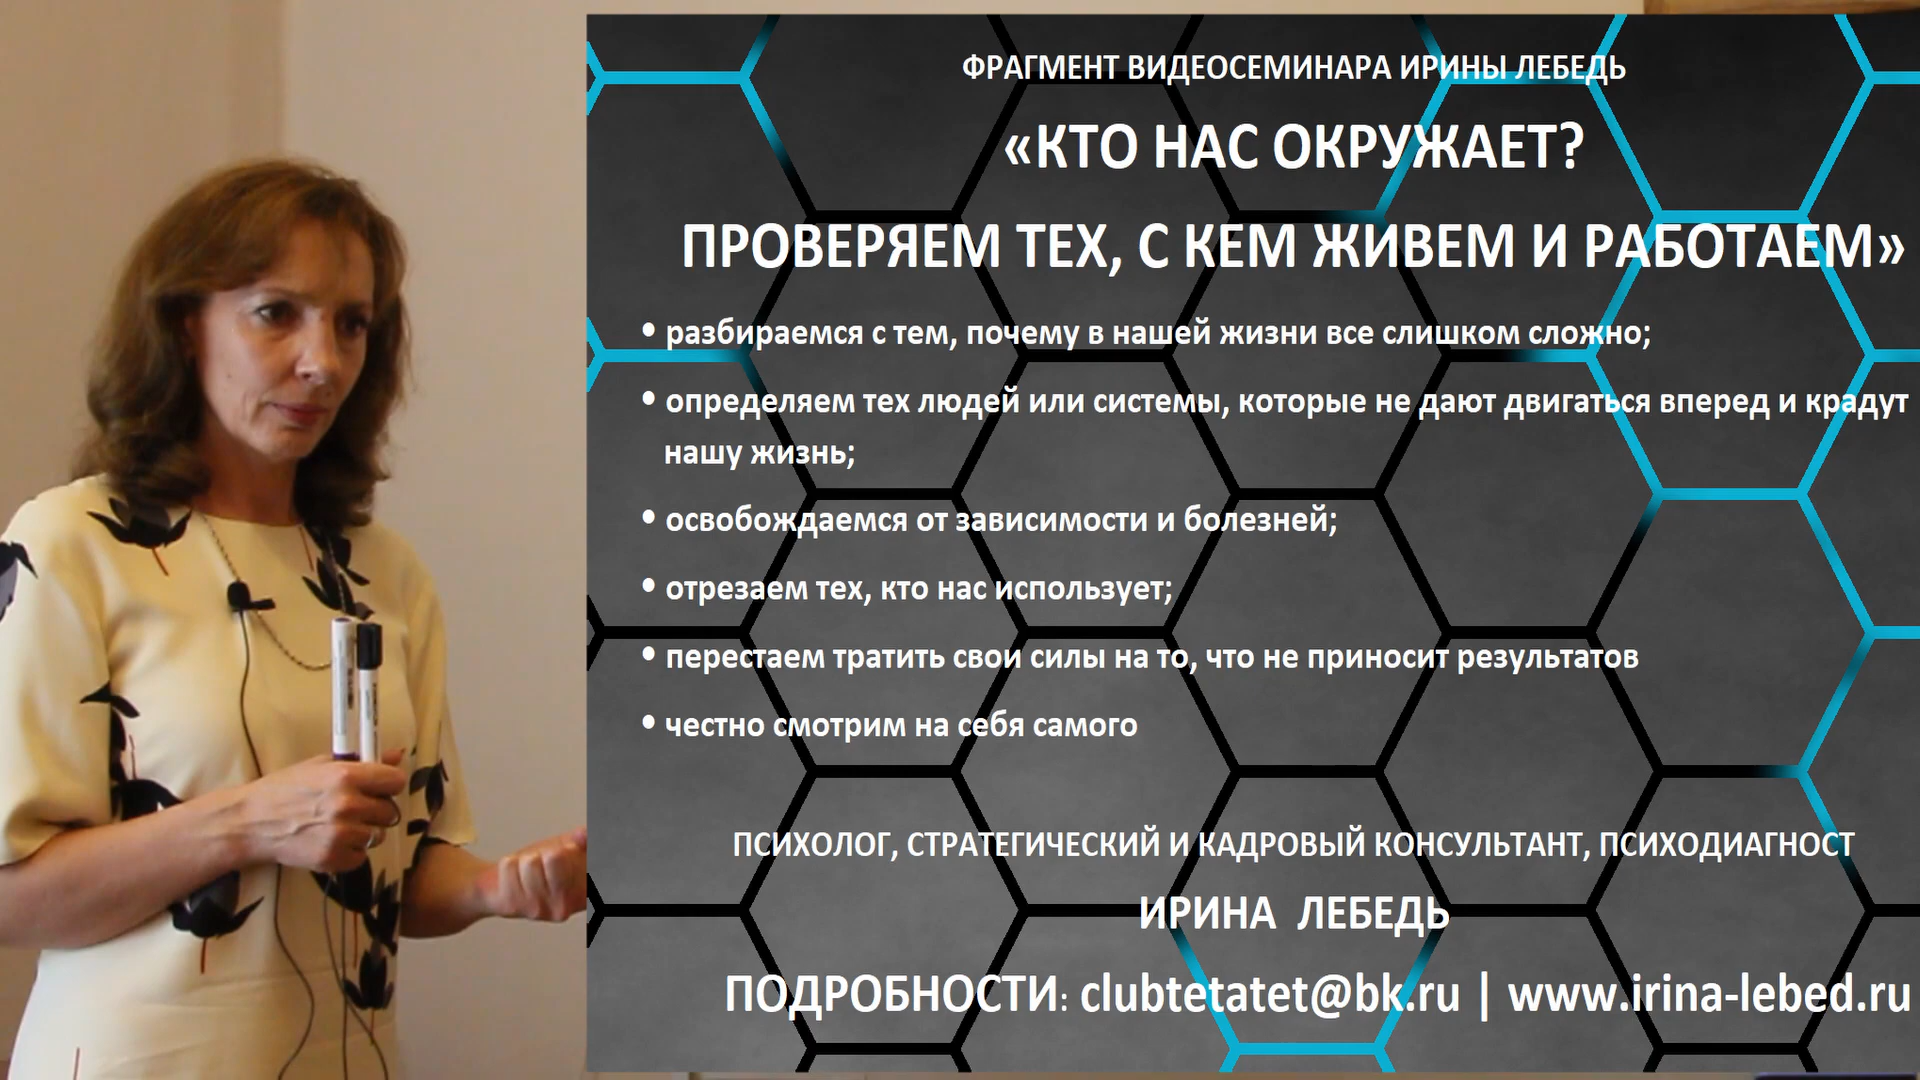 ФРАГМЕНТ ВИДЕОСЕМИНАРА ИРИНЫ ЛЕБЕДЬ
«КТО НАС ОКРУЖАЕТ?
ПРОВЕРЯЕМ ТЕХ, С КЕМ ЖИВЕМ И РАБОТАЕМ»
• разбираемся с тем, почему в нашей жизни все слишком сложно;
• определяем тех людей или системы, которые не дают двигаться вперед и крадут
нашу жизнь;
• освобождаемся от зависимости и болезней;
• отрезаем тех, кто нас использует;
• перестаем тратить свои силы на то, что не приносит результатов
• честно смотрим на себя самого
ПСИХОЛОГ, СТРАТЕГИЧЕСКИЙ И КАДРОВЫЙ КОНСУЛЬТАНТ, ПСИХОДИАГНОСТ
ИРИНА ЛЕБЕДЬ
ПОДРОБНОСТИ: clubtetatet@bk.ru | www.irina-lebed.ru